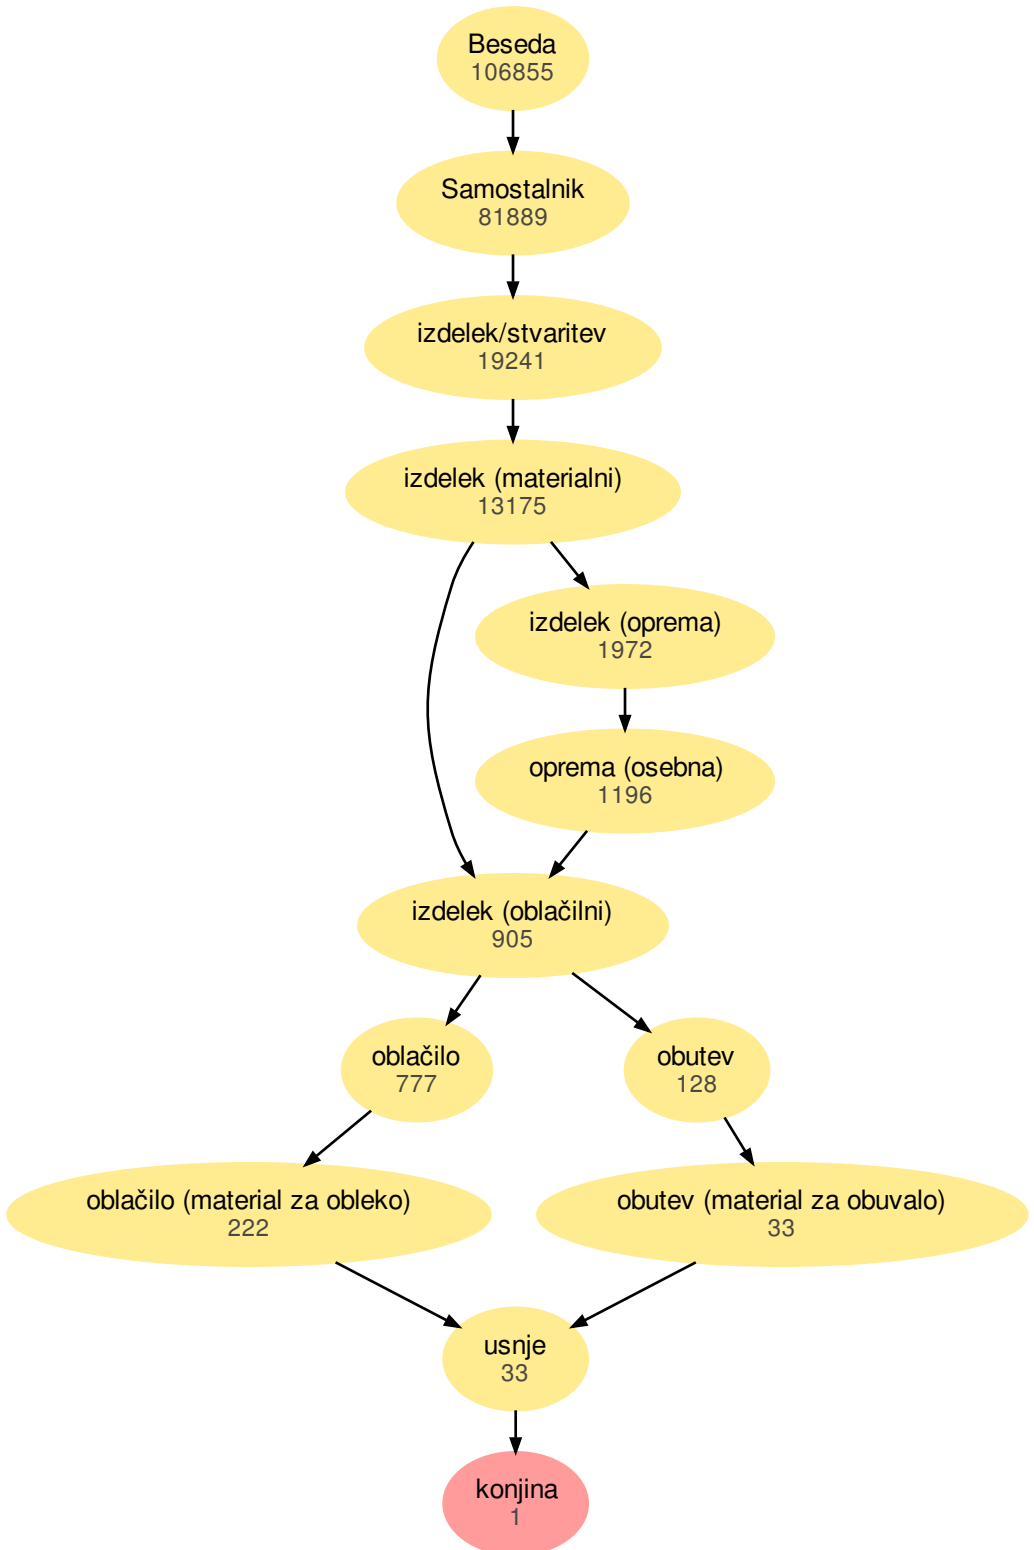 Beseda
106855
Samostalnik
81889
izdelek/stvaritev
19241
izdelek (materialni)
13175
izdelek (oprema)
1972
oprema (osebna)
1196
izdelek (oblačilni)
905
oblačilo
777
obutev
128
oblačilo (material za obleko)
222
obutev (material za obuvalo)
33
usnje
33
konjina
1